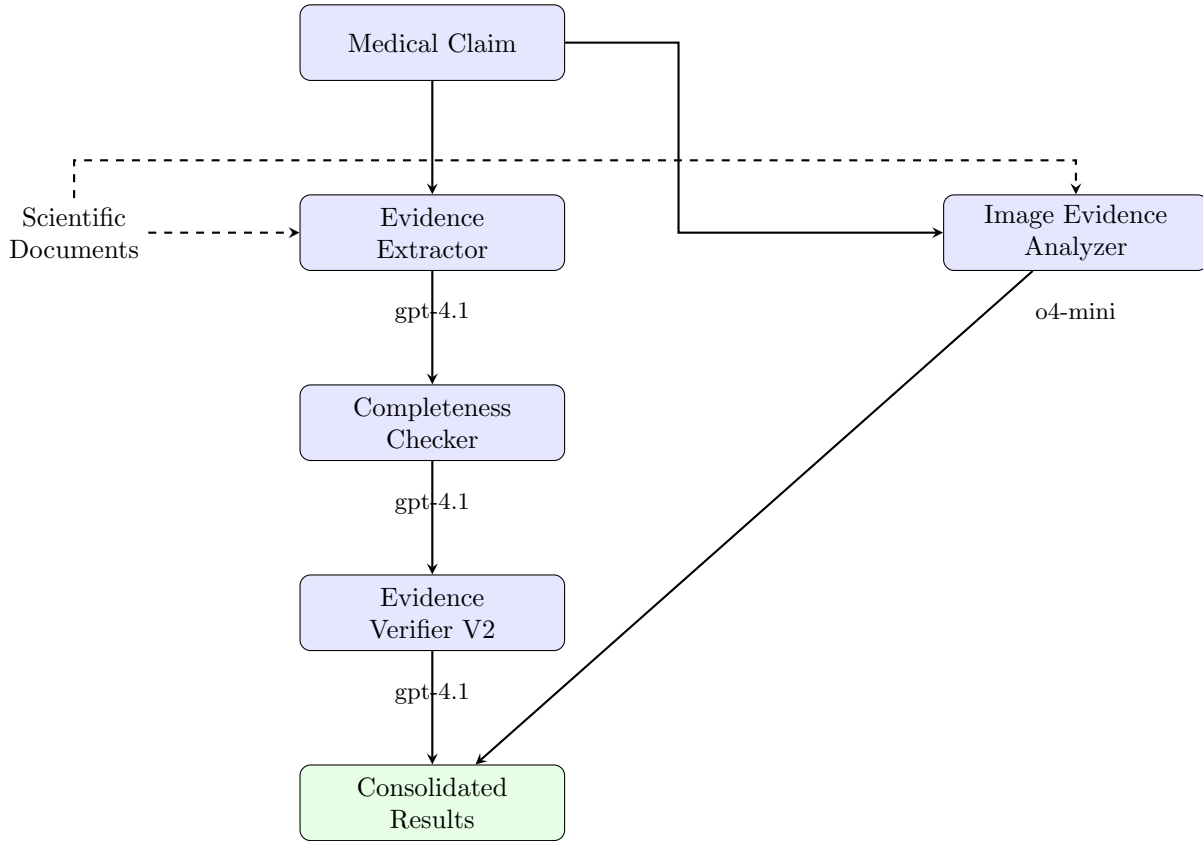 Medical Claim
Scientific
Documents
Evidence
Extractor
Image Evidence
Analyzer
gpt-4.1
o4-mini
Completeness
Checker
gpt-4.1
Evidence
Verifier V2
gpt-4.1
Consolidated
Results